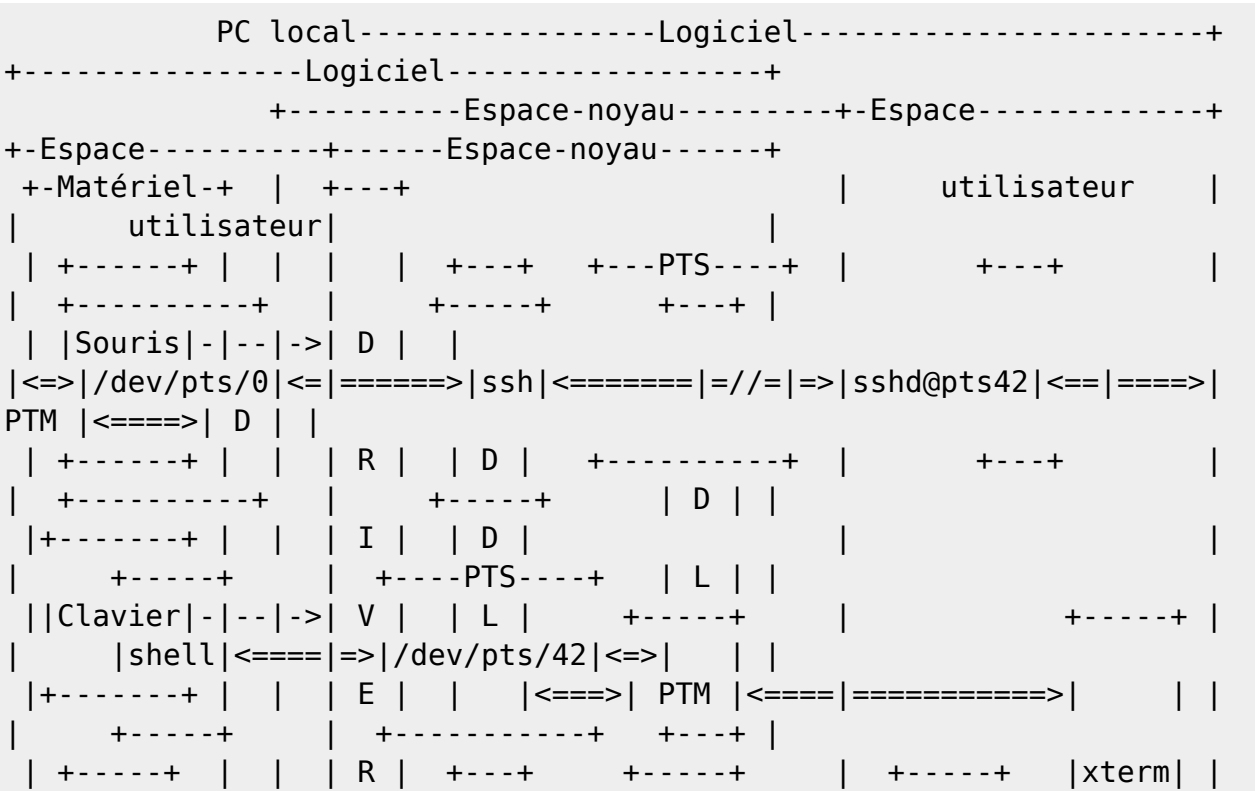 PC local-----------------Logiciel-----------------------+
+----------------Logiciel------------------+
               +----------Espace-noyau---------+-Espace-------------+
+-Espace----------+------Espace-noyau------+
 +-Matériel-+  |  +---+                        |     utilisateur    |
|      utilisateur|                        |
 | +------+ |  |  |   |  +---+   +---PTS----+  |       +---+        |
|  +----------+   |     +-----+      +---+ |
 | |Souris|-|--|->| D |  |
|<=>|/dev/pts/0|<=|======>|ssh|<=======|=//=|=>|sshd@pts42|<==|====>|
PTM |<====>| D | |
 | +------+ |  |  | R |  | D |   +----------+  |       +---+        |
|  +----------+   |     +-----+      | D | |
 |+-------+ |  |  | I |  | D |                 |                    |
|     +-----+     |  +----PTS----+   | L | |
 ||Clavier|-|--|->| V |  | L |     +-----+     |            +-----+ |
|     |shell|<====|=>|/dev/pts/42|<=>|   | |
 |+-------+ |  |  | E |  |   |<===>| PTM |<====|===========>|     | |
|     +-----+     |  +-----------+   +---+ |
 | +-----+  |  |  | R |  +---+     +-----+     |  +-----+   |xterm| |